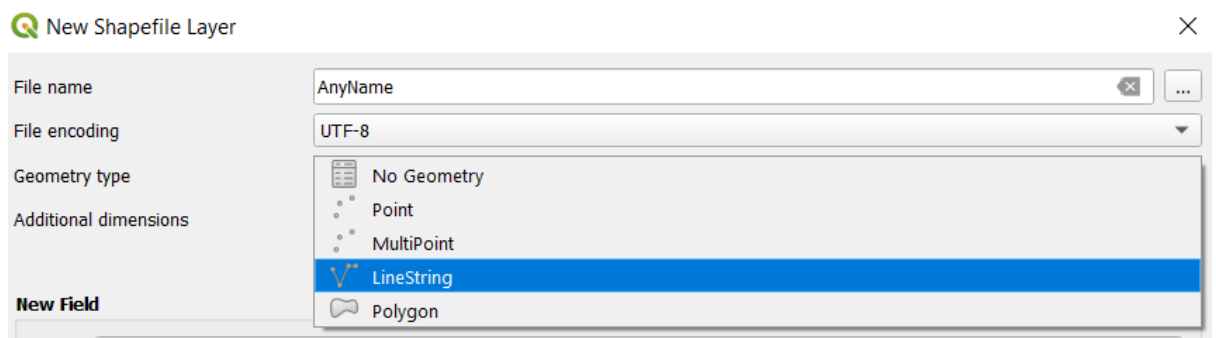 New Shapefile Layer
File name AnyName ...
File encoding UTF-8
Geometry type No Geometry
Point
Additional dimensions
MultiPoint
LineString
New Field
Polygon